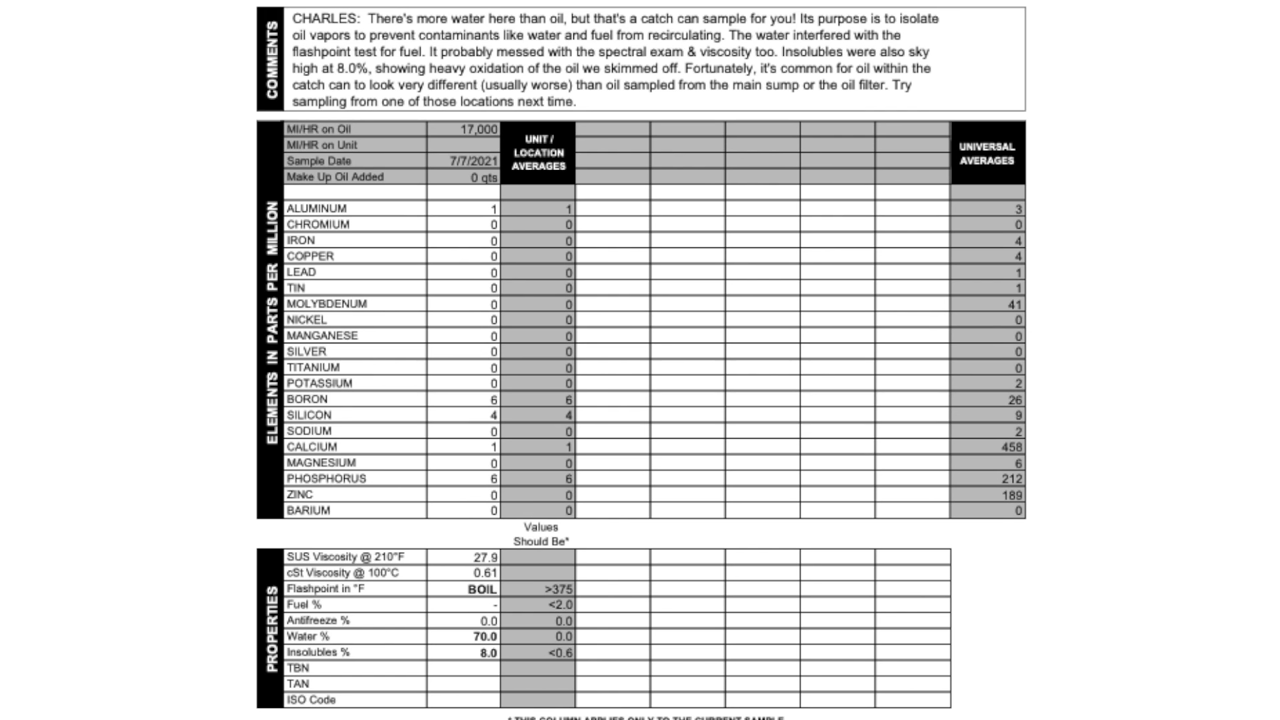 COMMENTS
CHARLES: There's more water here than oil, but that's a catch can sample for you! Its purpose is to isolate
oil vapors to prevent contaminants like water and fuel from recirculating. The water interfered with the
flashpoint test for fuel. It probably messed with the spectral exam & viscosity too. Insolubles were also sky
high at 8.0%, showing heavy oxidation of the oil we skimmed off. Fortunately, it's common for oil within the
catch can to look very different (usually worse) than oil sampled from the main sump or the oil filter. Try
sampling from one of those locations next time.
MI/HR on Oil 17,000
MI/HR on Unit
Sample Date 7/7/2021
Make Up Oil Added 0 qts
UNIT /
LOCATION
AVERAGES
UNIVERSAL
AVERAGES
ELEMENTS IN PARTS PER MILLION
ALUMINUM 1 1 3
CHROMIUM 0 0 0
IRON 0 0 4
COPPER 0 0 4
LEAD 0 0 1
TIN 0 0 1
MOLYBDENUM 0 0 41
NICKEL 0 0 0
MANGANESE 0 0 0
SILVER 0 0 0
TITANIUM 0 0 0
POTASSIUM 0 0 2
BORON 6 6 26
SILICON 4 4 9
SODIUM 0 0 2
CALCIUM 1 1 458
MAGNESIUM 0 0 6
PHOSPHORUS 6 6 212
ZINC 0 0 189
BARIUM 0 0 0
Values
Should Be*
PROPERTIES
SUS Viscosity @ 210°F 27.9
cSt Viscosity @ 100°C 0.61
Flashpoint in °F BOIL >375
Fuel % - <2.0
Antifreeze % 0.0 0.0
Water % 70.0 0.0
Insolubles % 8.0 <0.6
TBN
TAN
ISO Code
* THIS COLUMN APPLIES ONLY TO THE CURRENT SAMPLE